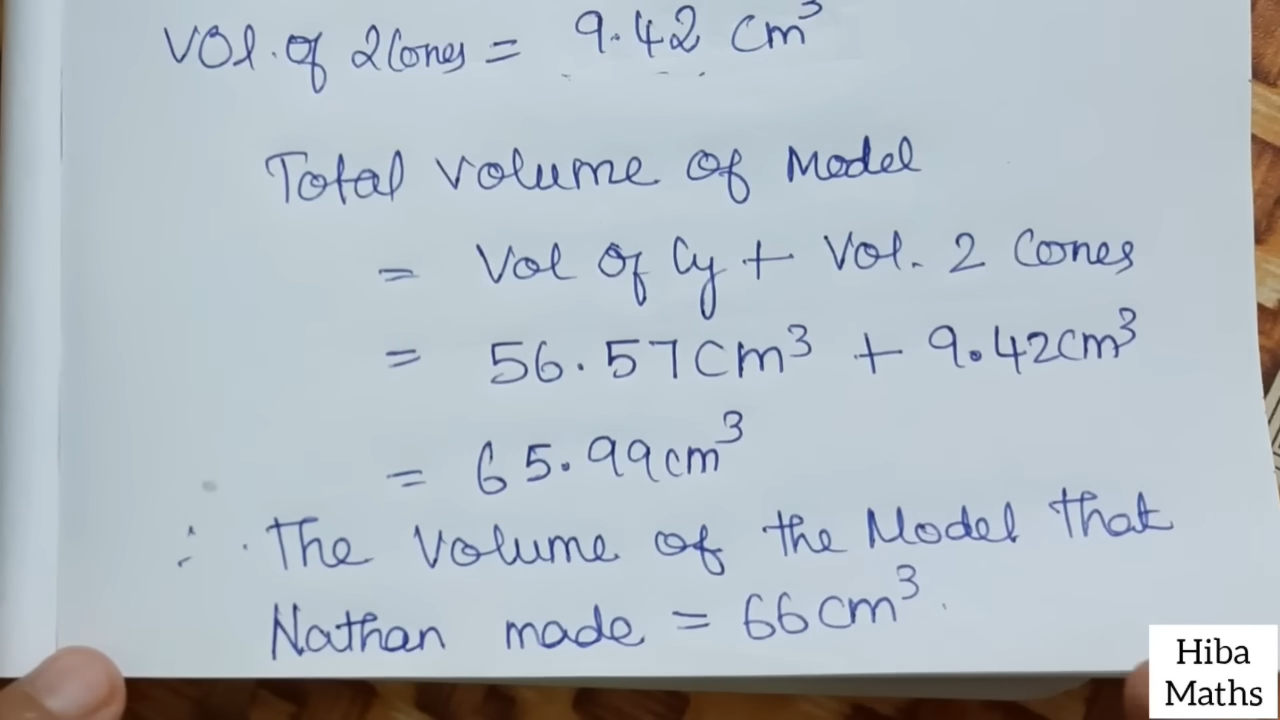 Vol. of 2 Cones = 9.42 cm³
Total volume of Model
= Vol of Cy + Vol. 2 Cones
= 56.57 cm³ + 9.42 cm³
= 65.99 cm³
∴ The Volume of the Model that
Nathan made = 66 cm³.
Hiba
Maths